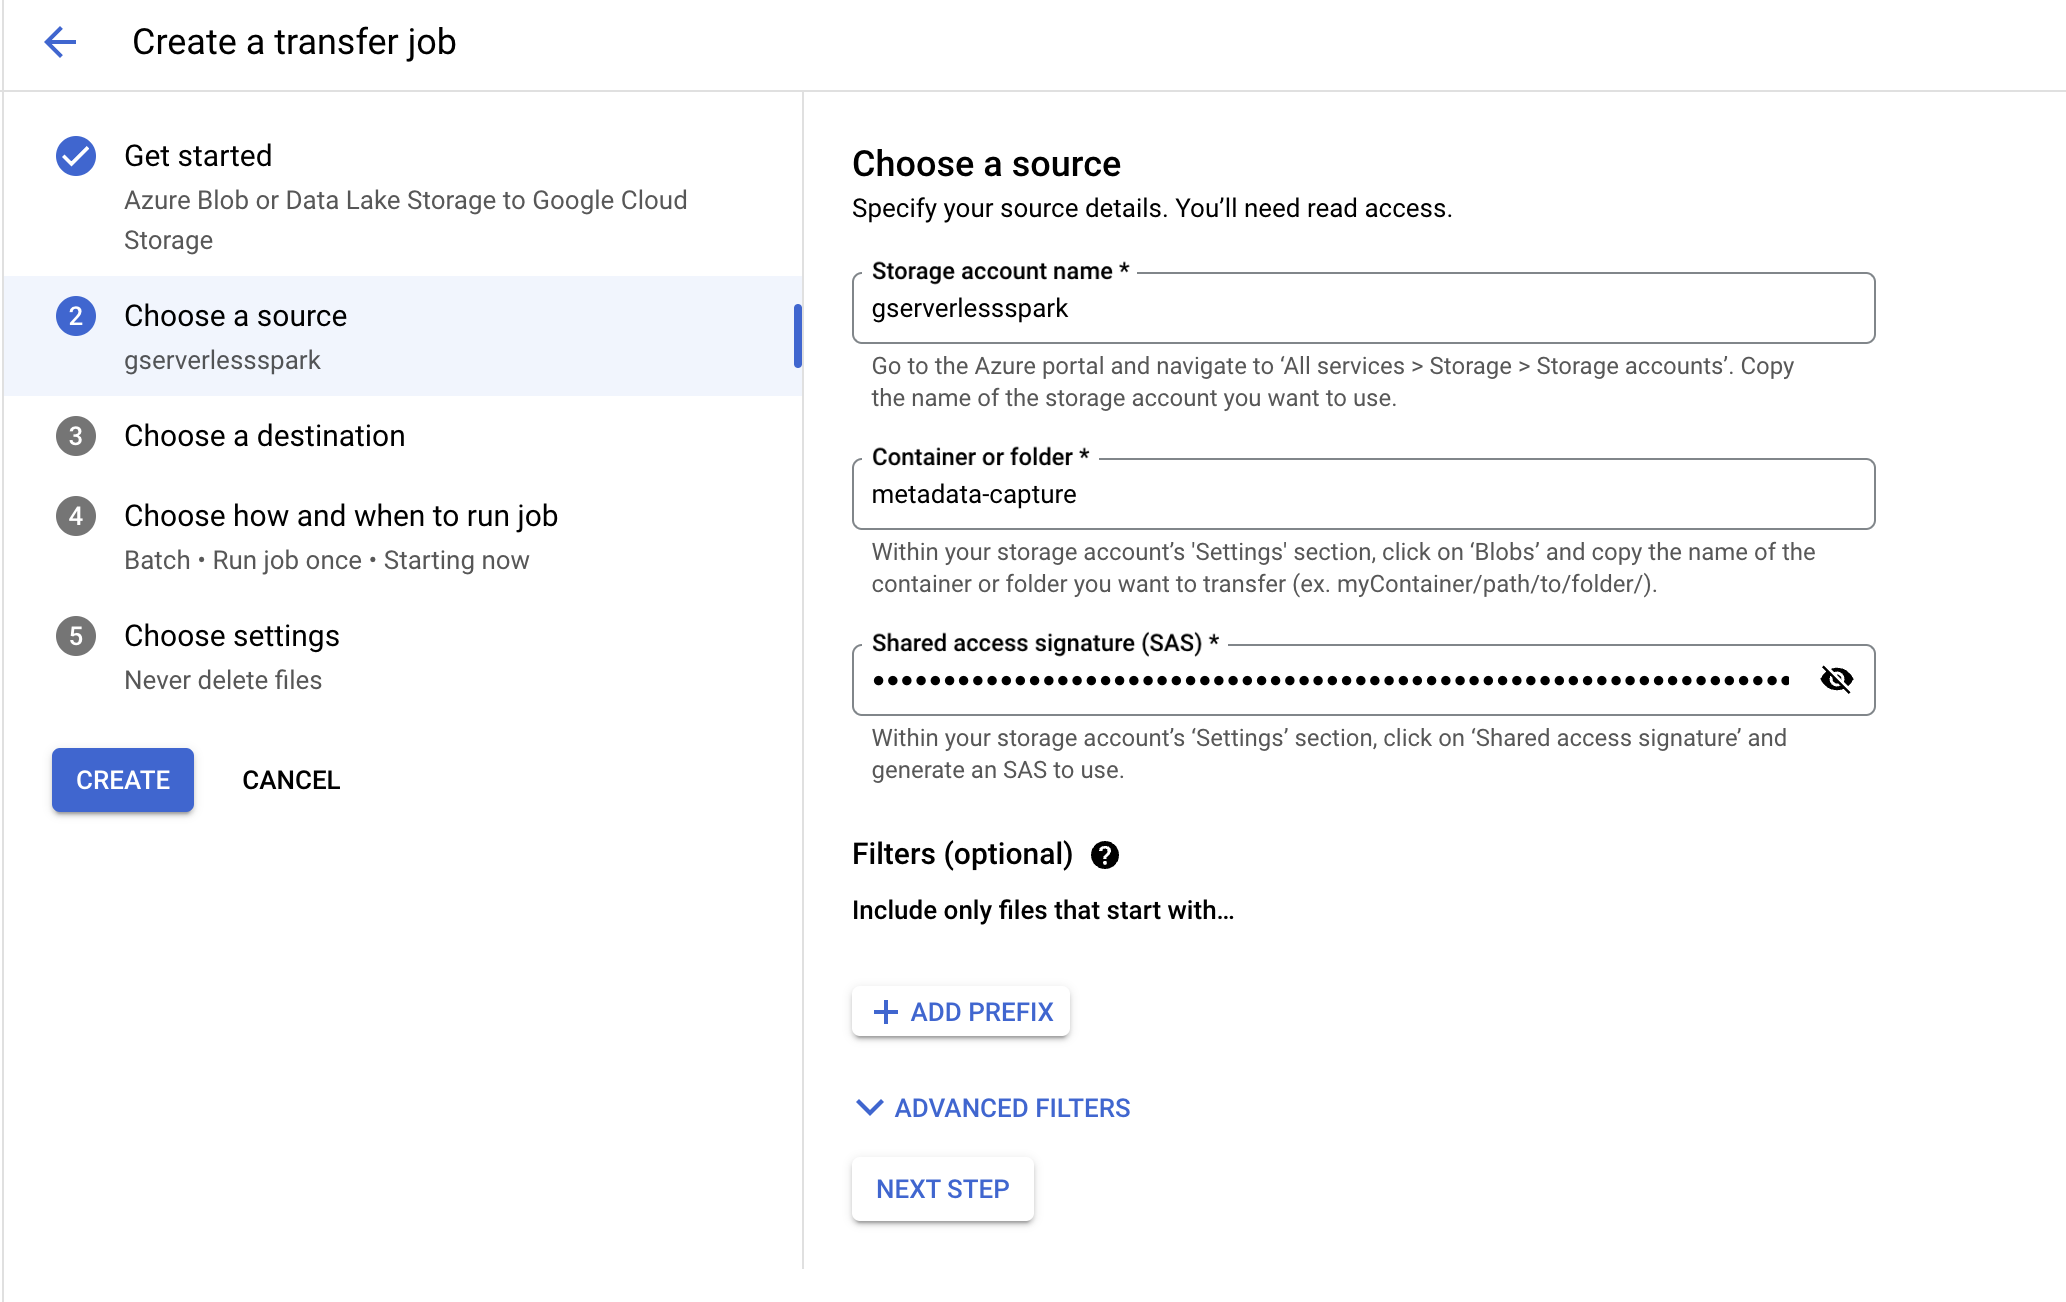 Create a transfer job
Get started
Azure Blob or Data Lake Storage to Google Cloud
Storage
2
Choose a source
gserverlessspark
3
Choose a destination
4
Choose how and when to run job
Batch • Run job once • Starting now
5
Choose settings
Never delete files
CREATE
CANCEL
Choose a source
Specify your source details. You’ll need read access.
Storage account name *
gserverlessspark
Go to the Azure portal and navigate to ‘All services > Storage > Storage accounts’. Copy
the name of the storage account you want to use.
Container or folder *
metadata-capture
Within your storage account’s 'Settings' section, click on ‘Blobs’ and copy the name of the
container or folder you want to transfer (ex. myContainer/path/to/folder/).
Shared access signature (SAS) *
Within your storage account’s ‘Settings’ section, click on ‘Shared access signature’ and
generate an SAS to use.
Filters (optional)
Include only files that start with…
ADD PREFIX
ADVANCED FILTERS
NEXT STEP